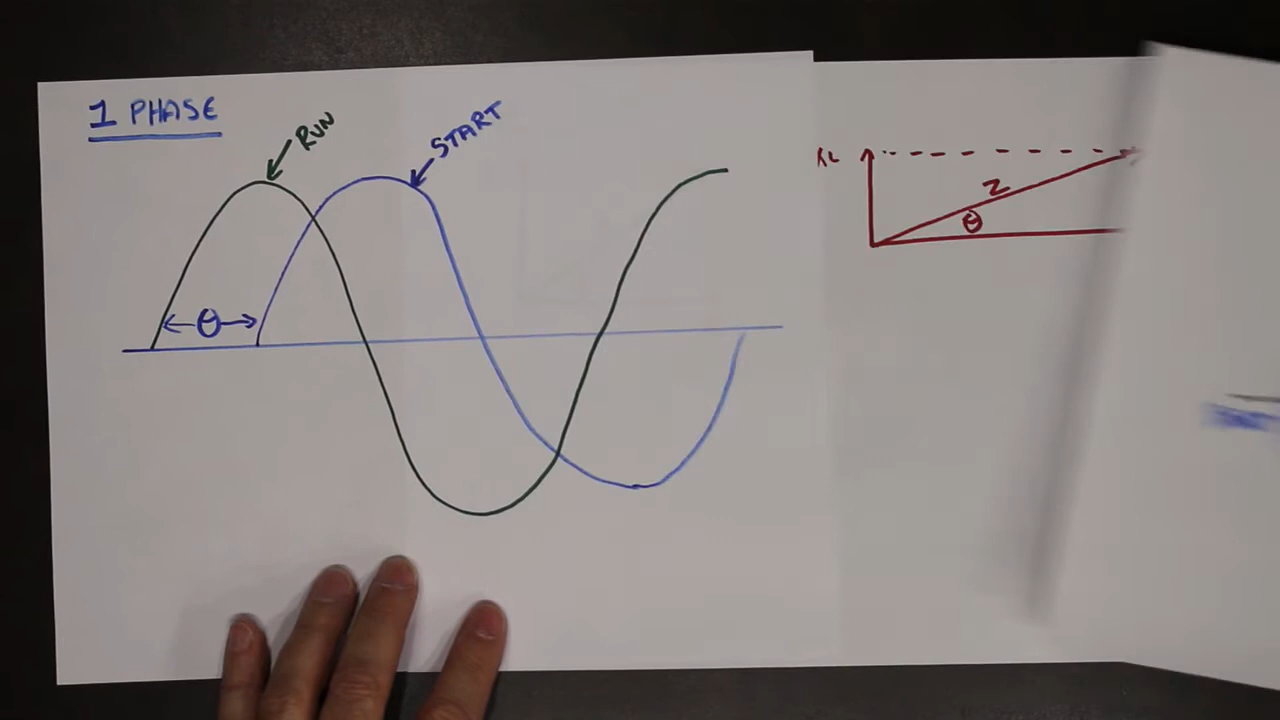 1 PHASE
RUN
START
←θ→
XL
Z
θ